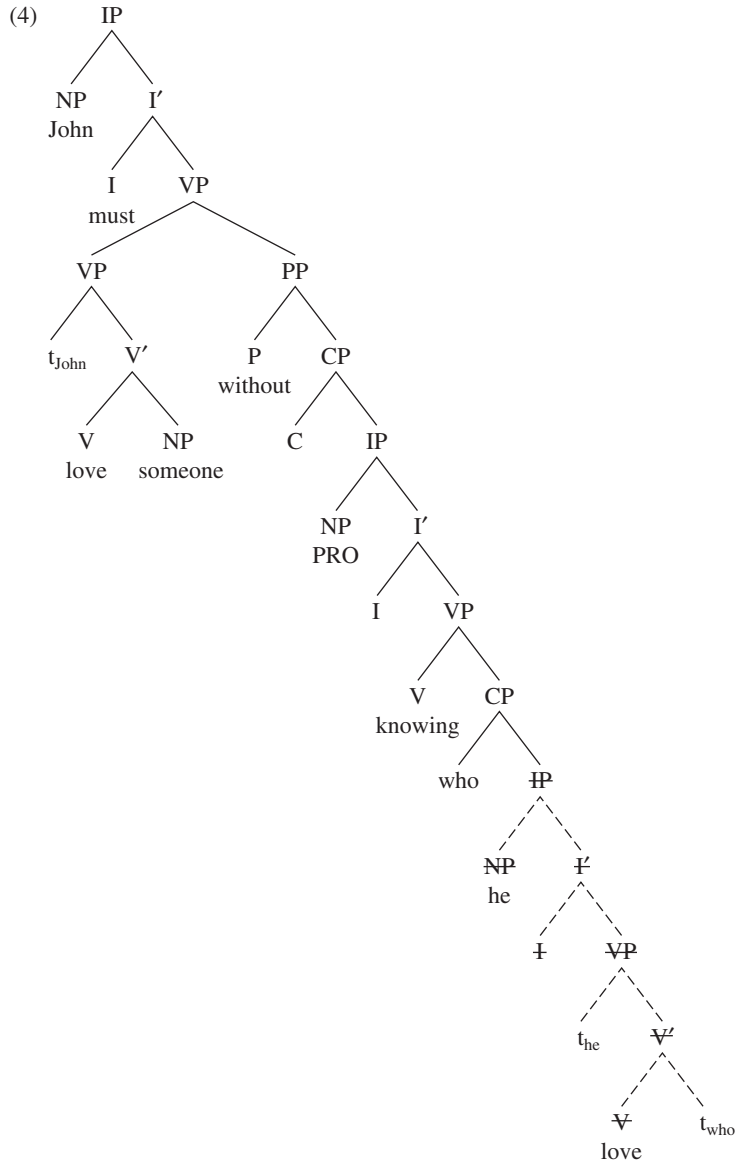 (4) IP
NP I′
John
I VP
must
VP PP
t_John V′ P CP
without
V NP C IP
love someone
NP I′
PRO
I VP
V CP
knowing
who IP
NP I′
he
I VP
t_he V′
V t_who
love